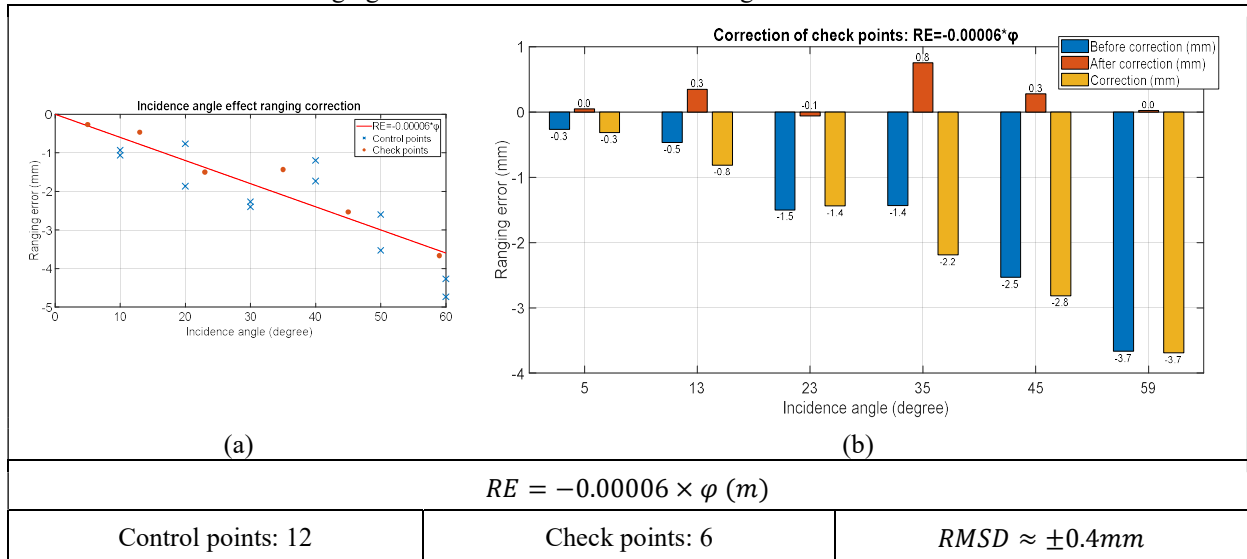 Incidence angle effect ranging correction
RE=-0.00006*φ
Control points
Check points
Ranging error (mm)
0
-1
-2
-3
-4
-5
0 10 20 30 40 50 60
Incidence angle (degree)
(a)
Correction of check points: RE=-0.00006*φ
Before correction (mm)
After correction (mm)
Correction (mm)
Ranging error (mm)
1
0
-1
-2
-3
-4
0.0 0.3 -0.1 0.8 0.3 0.0
-0.3 -0.3 -0.5 -0.8 -1.5 -1.4 -1.4 -2.2 -2.5 -2.8 -3.7 -3.7
5 13 23 35 45 59
Incidence angle (degree)
(b)
RE = −0.00006 × φ (m)
Control points: 12
Check points: 6
RMSD ≈ ±0.4mm